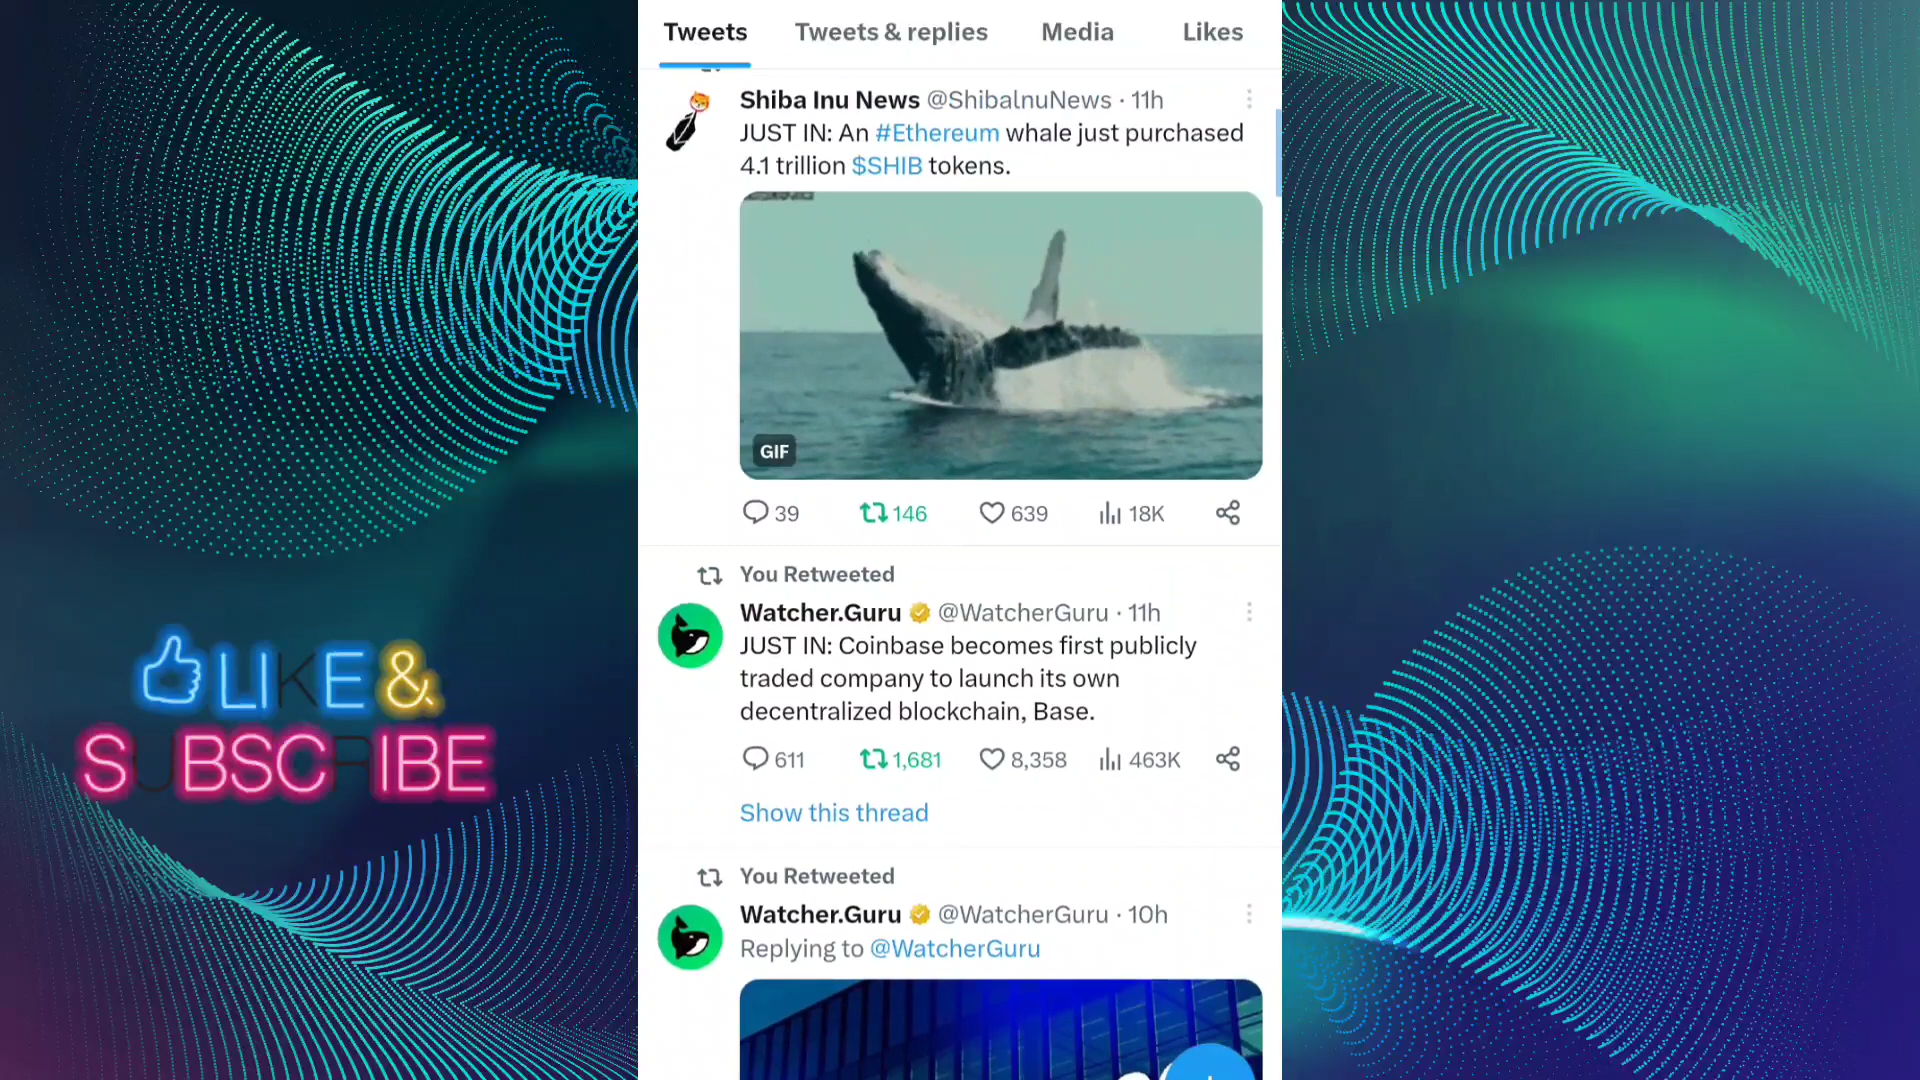 Tweets
Tweets & replies
Media
Likes
Shiba Inu News @ShibaInuNews · 11h
JUST IN: An #Ethereum whale just purchased
4.1 trillion $SHIB tokens.
GIF
39
146
639
18K
You Retweeted
Watcher.Guru @WatcherGuru · 11h
JUST IN: Coinbase becomes first publicly
traded company to launch its own
decentralized blockchain, Base.
611
1,681
8,358
463K
Show this thread
You Retweeted
Watcher.Guru @WatcherGuru · 10h
Replying to @WatcherGuru
LIKE &
SUBSCRIBE